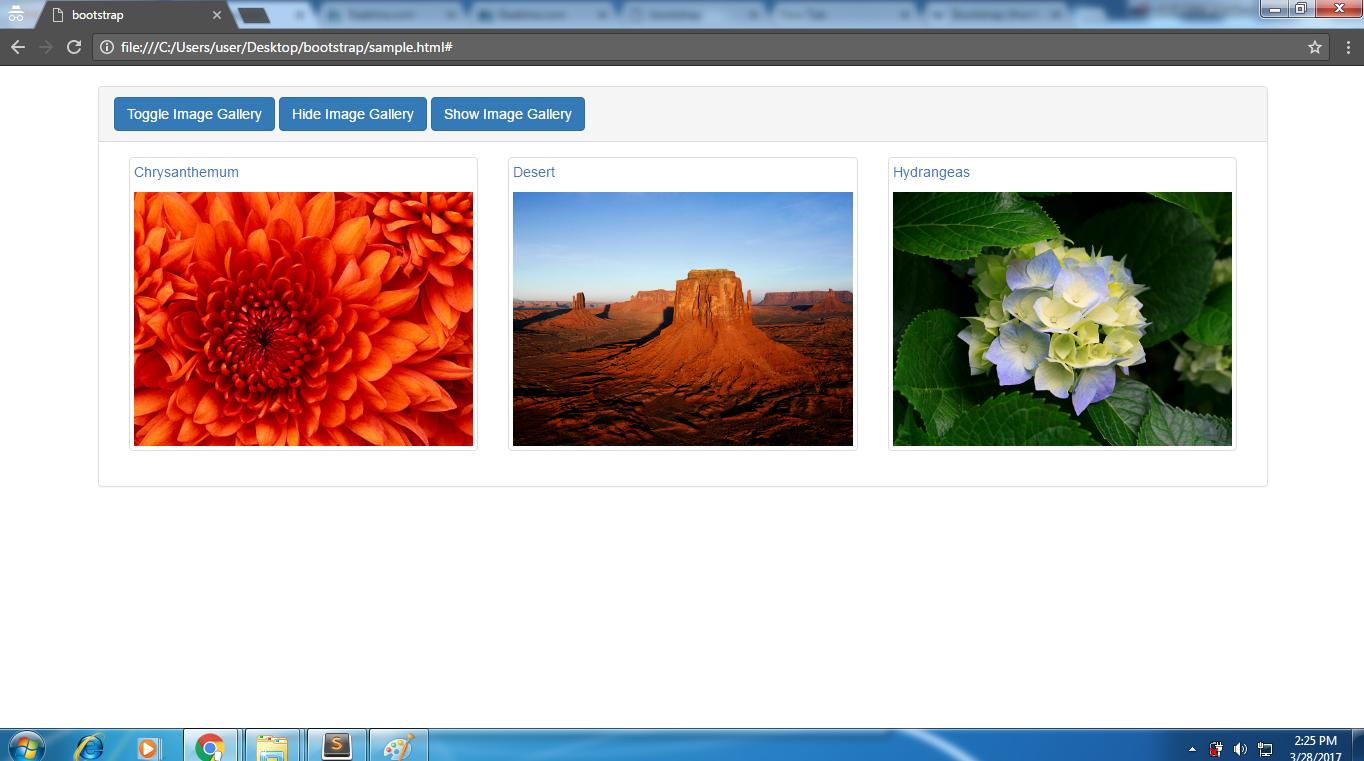 bootstrap
file:///C:/Users/user/Desktop/bootstrap/sample.html#
Toggle Image Gallery Hide Image Gallery Show Image Gallery
Chrysanthemum Desert Hydrangeas
S
2:25 PM
3/28/2017